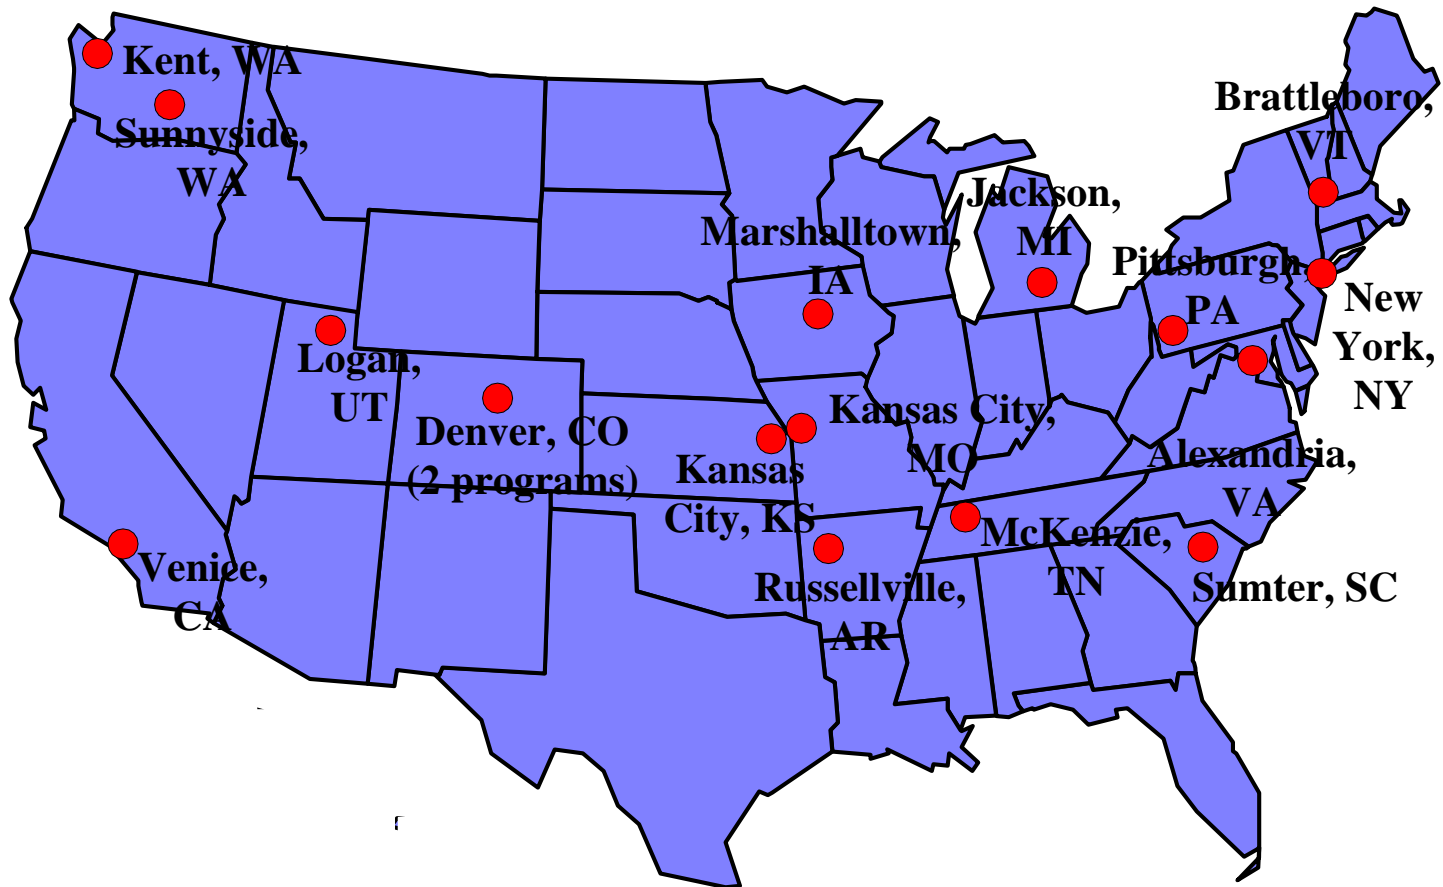 Kent, WA
Sunnyside,
WA
Brattleboro,
VT
Jackson,
MI
Marshalltown,
IA
Pittsburgh,
PA
New
York,
NY
Logan,
UT
Denver, CO
(2 programs)
Kansas City,
MO
Kansas
City, KS
Alexandria,
VA
Venice,
CA
McKenzie,
TN
Russellville,
AR
Sumter, SC